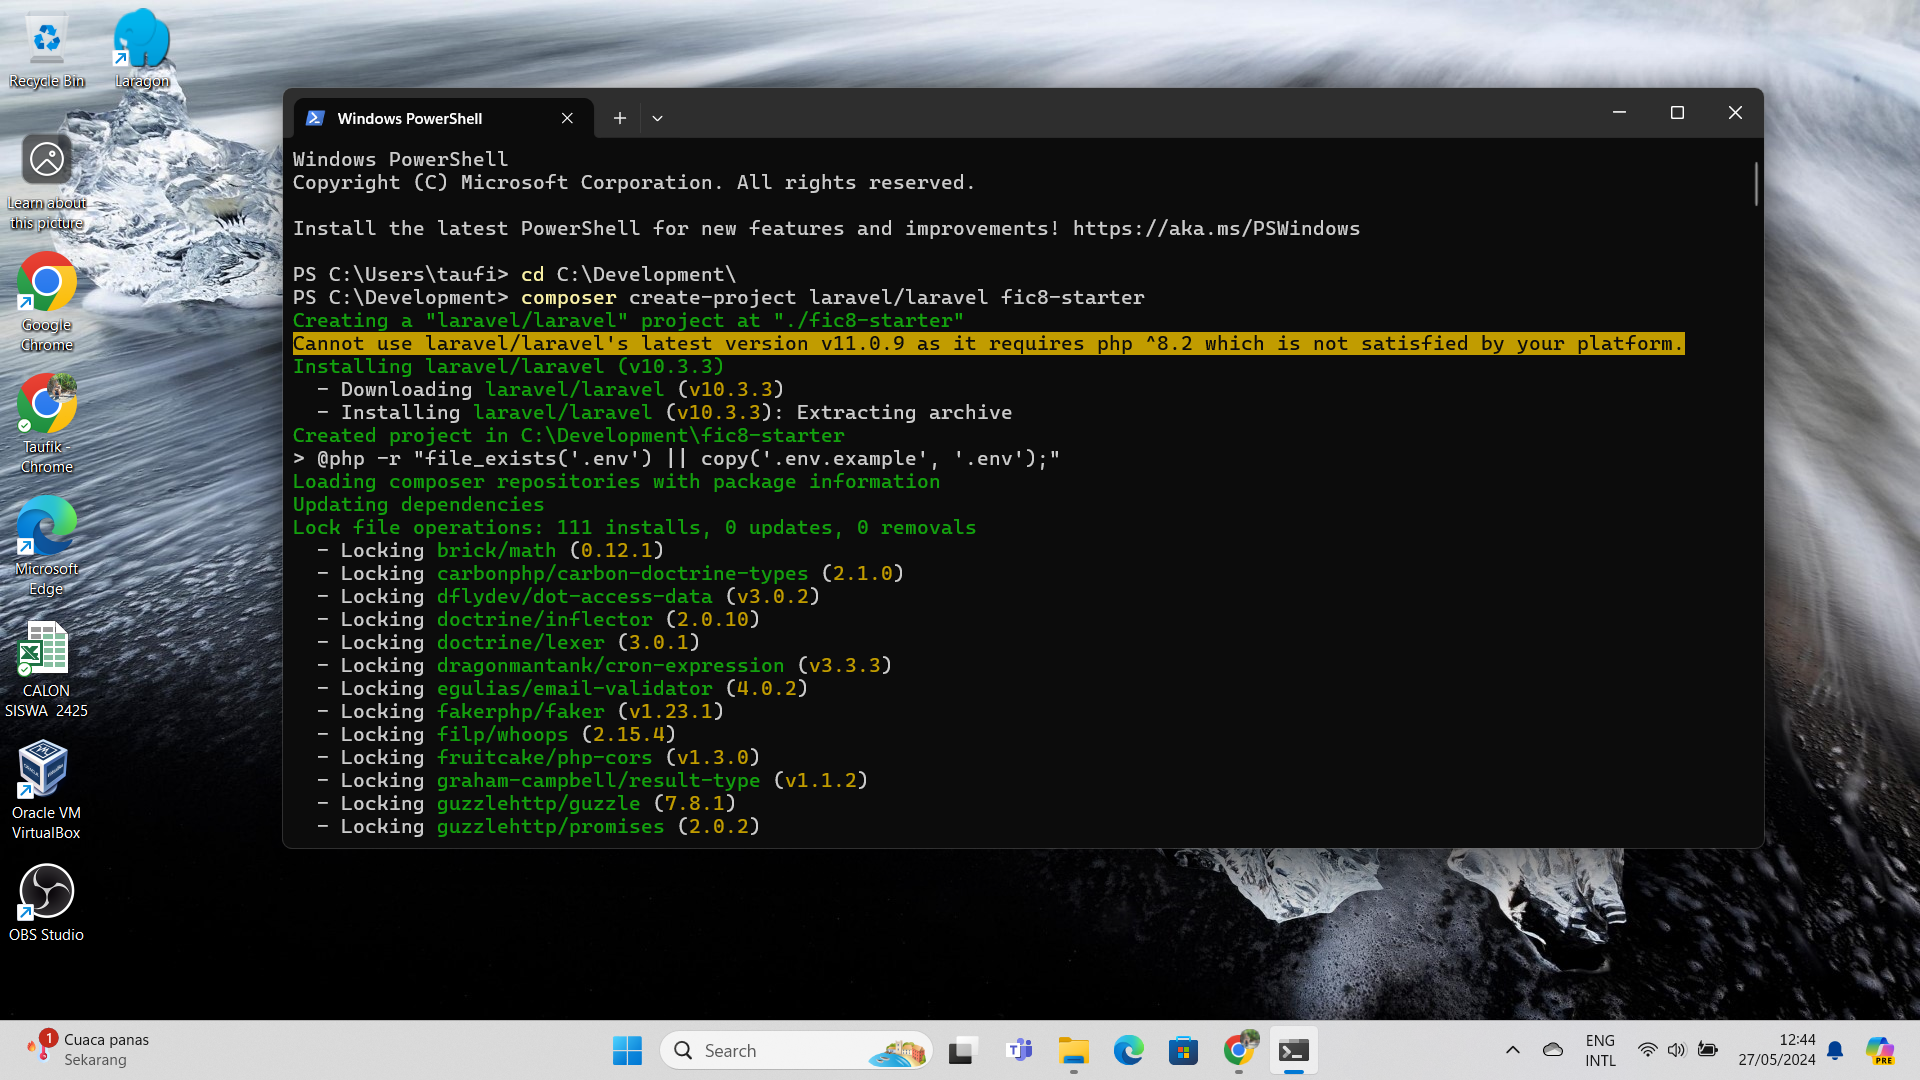 Recycle Bin
Laragon
Learn about
this picture
Google
Chrome
Taufik -
Chrome
Microsoft
Edge
CALON
SISWA 2425
Oracle VM
VirtualBox
OBS Studio
Windows PowerShell
Windows PowerShell
Copyright (C) Microsoft Corporation. All rights reserved.
Install the latest PowerShell for new features and improvements! https://aka.ms/PSWindows
PS C:\Users\taufi> cd C:\Development\
PS C:\Development> composer create-project laravel/laravel fic8-starter
Creating a "laravel/laravel" project at "./fic8-starter"
Cannot use laravel/laravel's latest version v11.0.9 as it requires php ^8.2 which is not satisfied by your platform.
Installing laravel/laravel (v10.3.3)
- Downloading laravel/laravel (v10.3.3)
- Installing laravel/laravel (v10.3.3): Extracting archive
Created project in C:\Development\fic8-starter
> @php -r "file_exists('.env') || copy('.env.example', '.env');"
Loading composer repositories with package information
Updating dependencies
Lock file operations: 111 installs, 0 updates, 0 removals
- Locking brick/math (0.12.1)
- Locking carbonphp/carbon-doctrine-types (2.1.0)
- Locking dflydev/dot-access-data (v3.0.2)
- Locking doctrine/inflector (2.0.10)
- Locking doctrine/lexer (3.0.1)
- Locking dragonmantank/cron-expression (v3.3.3)
- Locking egulias/email-validator (4.0.2)
- Locking fakerphp/faker (v1.23.1)
- Locking filp/whoops (2.15.4)
- Locking fruitcake/php-cors (v1.3.0)
- Locking graham-campbell/result-type (v1.1.2)
- Locking guzzlehttp/guzzle (7.8.1)
- Locking guzzlehttp/promises (2.0.2)
1
Cuaca panas
Sekarang
Search
ENG
INTL
12:44
27/05/2024
PRE